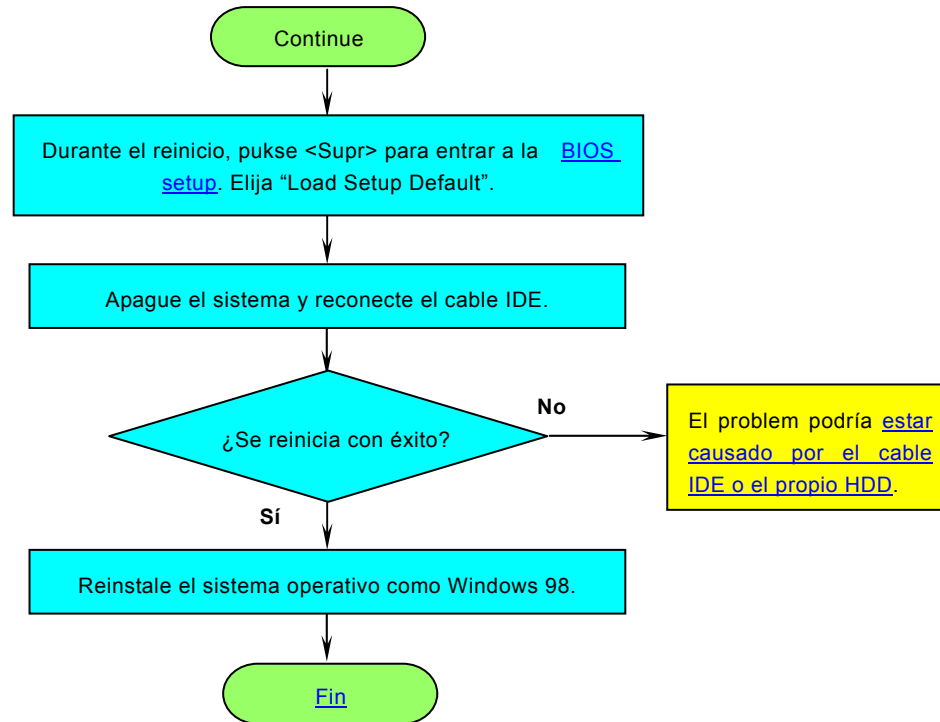 Continue
Durante el reinicio, pukse <Supr> para entrar a la BIOS
setup. Elija “Load Setup Default”.
Apague el sistema y reconecte el cable IDE.
¿Se reinicia con éxito?
No
El problem podría estar
causado por el cable
IDE o el propio HDD.
Sí
Reinstale el sistema operativo como Windows 98.
Fin